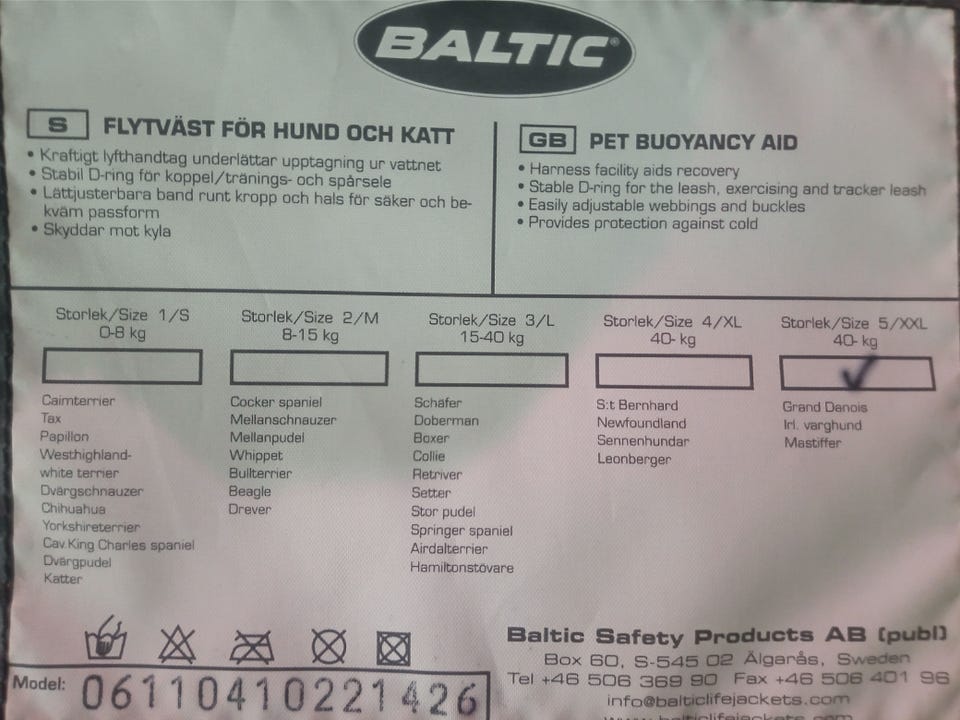 BALTIC®
S FLYTVÄST FÖR HUND OCH KATT
• Kraftigt lyfthandtag underlättar upptagning ur vattnet
• Stabil D-ring för koppel/tränings- och spårsele
• Lättjusterbara band runt kropp och hals för säker och be-
kväm passform
• Skyddar mot kyla
GB PET BUOYANCY AID
• Harness facility aids recovery
• Stable D-ring for the leash, exercising and tracker leash
• Easily adjustable webbings and buckles
• Provides protection against cold
Storlek/Size 1/S
0-8 kg
Cairnterrier
Tax
Papillon
Westhighland-
white terrier
Dvärgschnauzer
Chihuahua
Yorkshireterrier
Cav.King Charles spaniel
Dvärgpudel
Katter
Storlek/Size 2/M
8-15 kg
Cocker spaniel
Mellanschnauzer
Mellanpudel
Whippet
Bullterrier
Beagle
Drever
Storlek/Size 3/L
15-40 kg
Schäfer
Doberman
Boxer
Collie
Retriver
Setter
Stor pudel
Springer spaniel
Airdalterrier
Hamiltonstövare
Storlek/Size 4/XL
40- kg
S:t Bernhard
Newfoundland
Sennenhundar
Leonberger
Storlek/Size 5/XXL
40- kg
Grand Danois
Irl. varghund
Mastiffer
Baltic Safety Products AB (publ)
Box 60, S-545 02 Älgarås, Sweden
Tel +46 506 369 90 Fax +46 506 401 96
info@balticlifejackets.com
www.balticlifejackets.com
Model: 06110410221426